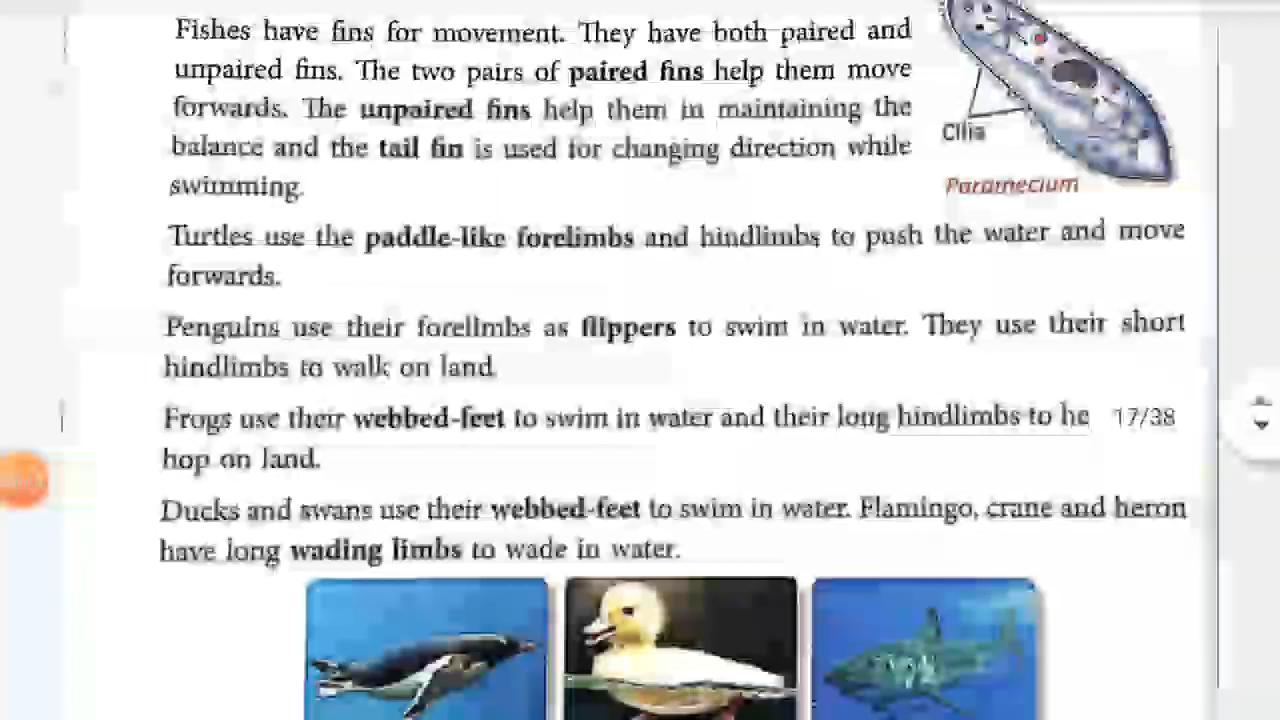 Fishes have fins for movement. They have both paired and
unpaired fins. The two pairs of paired fins help them move
forwards. The unpaired fins help them in maintaining the
balance and the tail fin is used for changing direction while
swimming.
Cilia
Paramecium
Turtles use the paddle-like forelimbs and hindlimbs to push the water and move
forwards.
Penguins use their forelimbs as flippers to swim in water. They use their short
hindlimbs to walk on land.
Frogs use their webbed-feet to swim in water and their long hindlimbs to he
17/38
hop on land.
Ducks and swans use their webbed-feet to swim in water. Flamingo, crane and heron
have long wading limbs to wade in water.